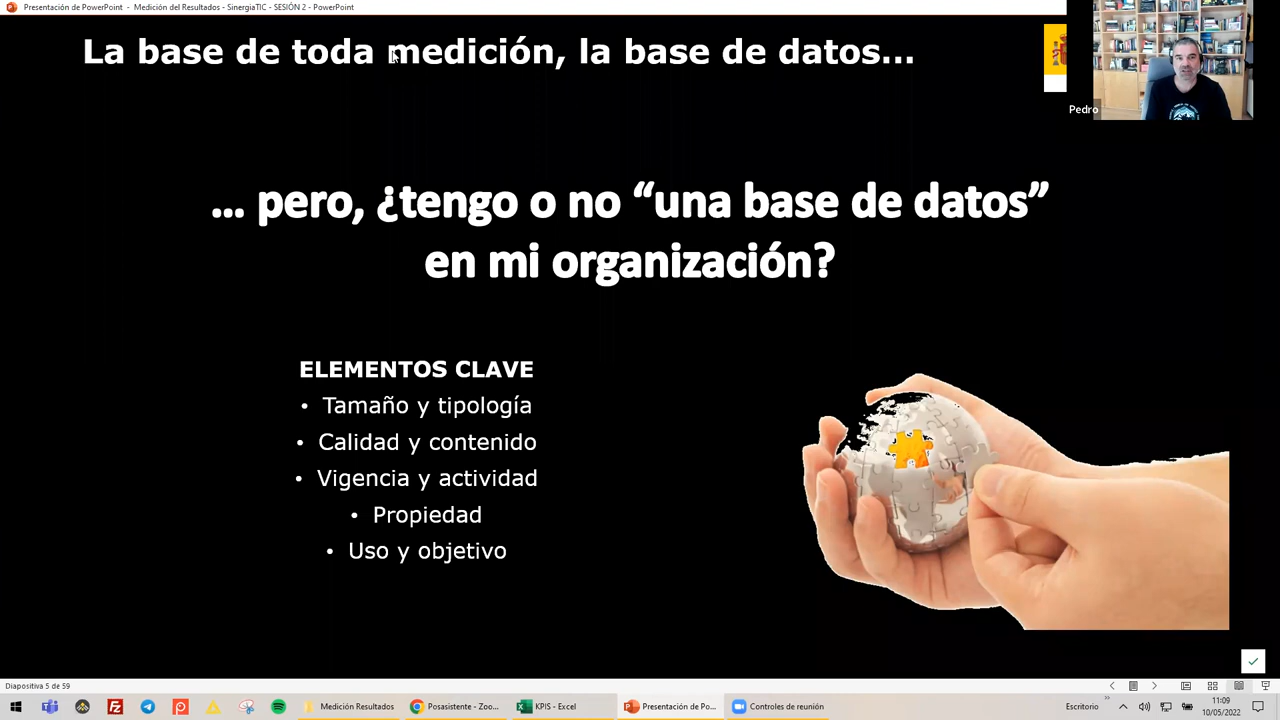 Presentación de PowerPoint - Medición del Resultados - SinergiaTIC - SESIÓN 2 - PowerPoint
La base de toda medición, la base de datos...
Pedro
... pero, ¿tengo o no “una base de datos”
en mi organización?
ELEMENTOS CLAVE
• Tamaño y tipología
• Calidad y contenido
• Vigencia y actividad
• Propiedad
• Uso y objetivo
Diapositiva 5 de 59
Medición Resultados
Posasistente - Zoo...
KPIS - Excel
Presentación de Po...
Controles de reunión
Escritorio
11:09
10/05/2022